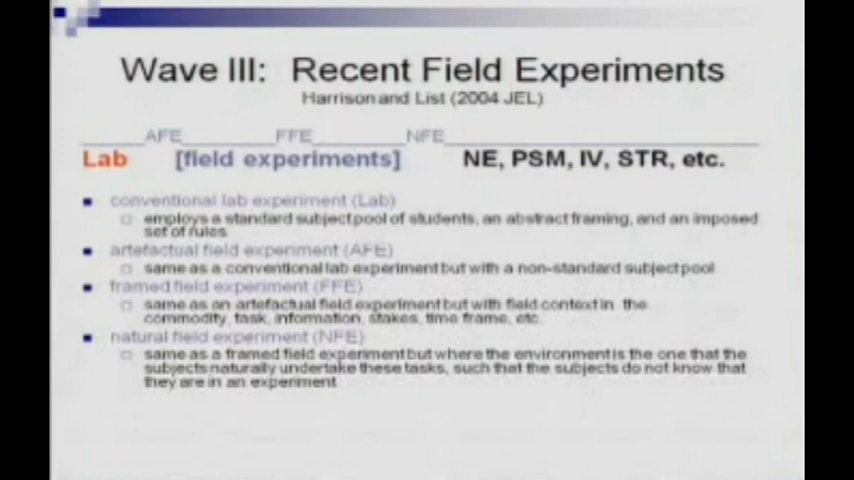 Wave III: Recent Field Experiments
Harrison and List (2004 JEL)
______AFE_________FFE_________NFE______________________________
Lab [field experiments] NE, PSM, IV, STR, etc.
conventional lab experiment (Lab)
employs a standard subject pool of students, an abstract framing, and an imposed
set of rules
artefactual field experiment (AFE)
same as a conventional lab experiment but with a non-standard subject pool
framed field experiment (FFE)
same as an artefactual field experiment but with field context in the
commodity, task, information, stakes, time frame, etc.
natural field experiment (NFE)
same as a framed field experiment but where the environment is the one that the
subjects naturally undertake these tasks, such that the subjects do not know that
they are in an experiment